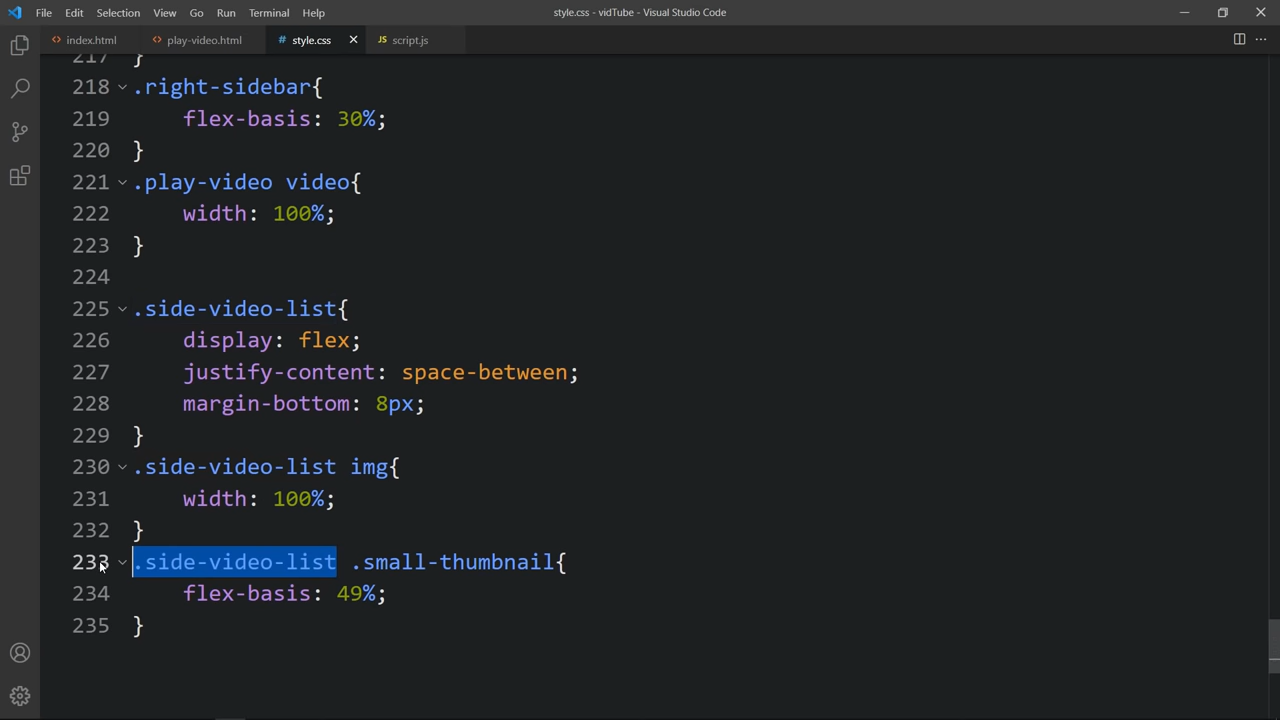 File Edit Selection View Go Run Terminal Help style.css - vidTube - Visual Studio Code
<> index.html <> play-video.html # style.css JS script.js
217 }
218 .right-sidebar{
219 flex-basis: 30%;
220 }
221 .play-video video{
222 width: 100%;
223 }
224
225 .side-video-list{
226 display: flex;
227 justify-content: space-between;
228 margin-bottom: 8px;
229 }
230 .side-video-list img{
231 width: 100%;
232 }
233 .side-video-list .small-thumbnail{
234 flex-basis: 49%;
235 }